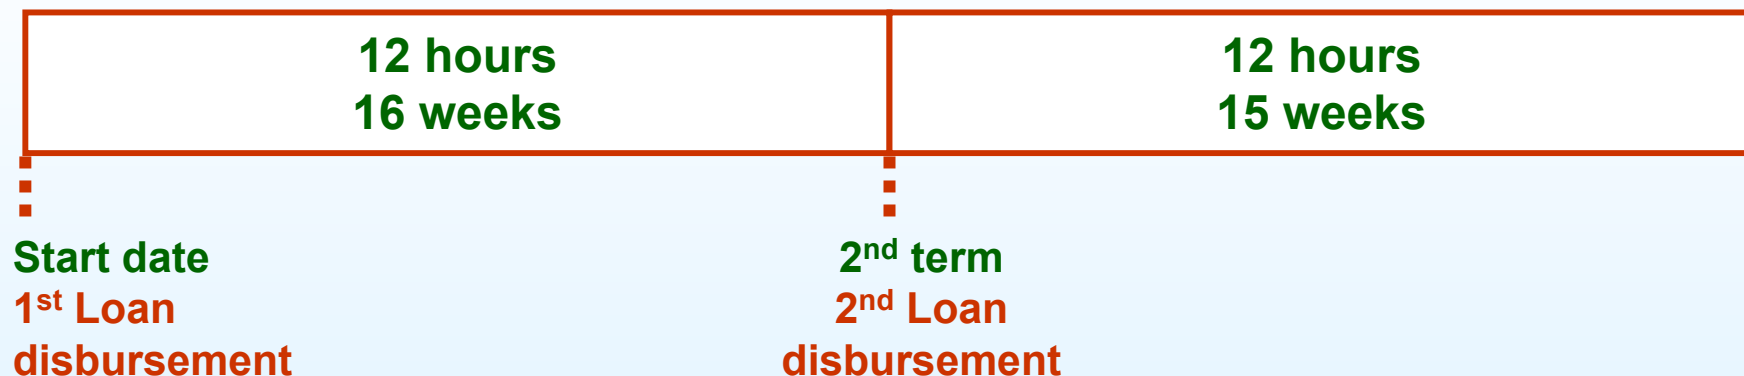 12 hours
16 weeks
12 hours
15 weeks
Start date
1st Loan
disbursement
2nd term
2nd Loan
disbursement